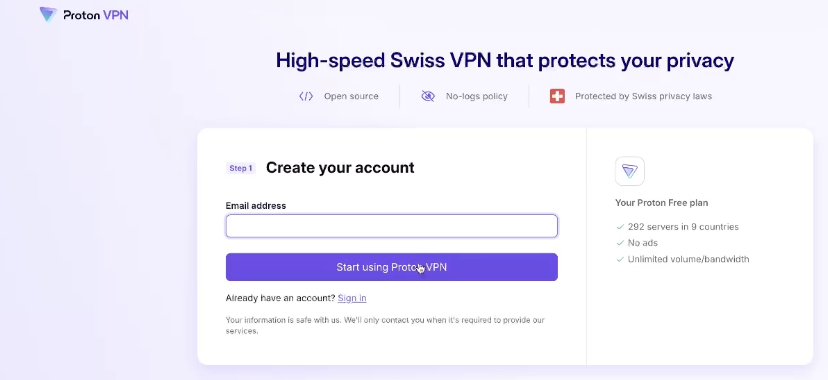 Proton VPN
High-speed Swiss VPN that protects your privacy
Open source
No-logs policy
Protected by Swiss privacy laws
Step 1
Create your account
Email address
Start using Proton VPN
Already have an account? Sign in
Your information is safe with us. We'll only contact you when it's required to provide our
services.
Your Proton Free plan
292 servers in 9 countries
No ads
Unlimited volume/bandwidth